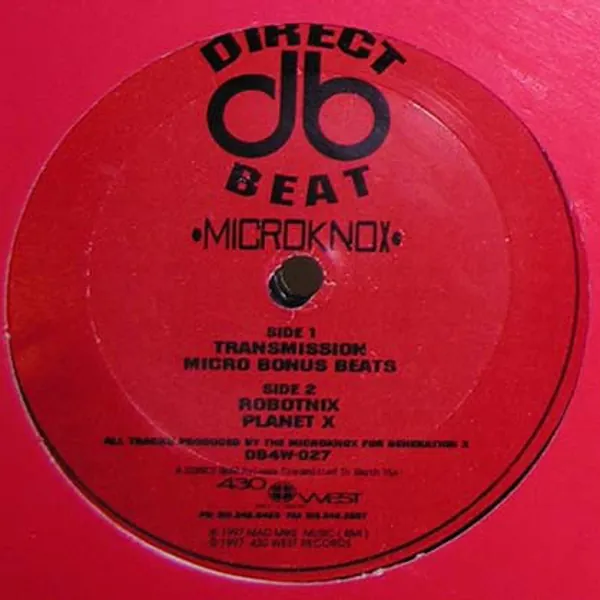 DIRECT
db
BEAT
•MICROKNOX•
SIDE 1
TRANSMISSION
MICRO BONUS BEATS
SIDE 2
ROBOTNIX
PLANET X
ALL TRACKS PRODUCED BY THE MICROKNOX FOR GENERATION X
DB4W-027
430 WEST
℗ 1997 MAD MIKE MUSIC ( BMI )
© 1997 430 WEST RECORDS